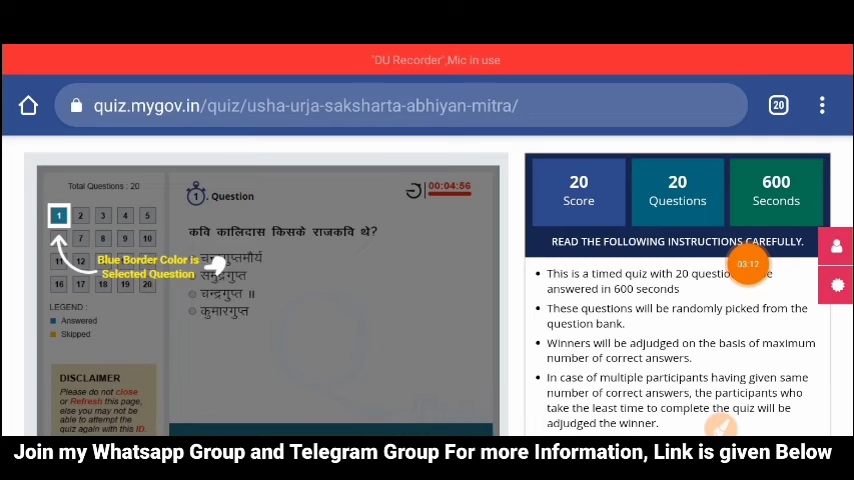 "DU Recorder",Mic in use
quiz.mygov.in/quiz/usha-urja-saksharta-abhiyan-mitra/
20
Total Questions : 20
1 2 3 4 5
7 8 9 10
11 12
16 17 18 19 20
Blue Border Color is
Selected Question
LEGEND :
Answered
Skipped
DISCLAIMER
Please do not close
or Refresh this page,
else you may not be
able to attempt the
quiz again with this ID.
1. Question
00:04:56
कवि कालिदास किसके राजकवि थे?
चन्द्रगुप्तमौर्य
समुद्रगुप्त
चन्द्रगुप्त ॥
कुमारगुप्त
20
Score
20
Questions
600
Seconds
READ THE FOLLOWING INSTRUCTIONS CAREFULLY.
03:12
This is a timed quiz with 20
answered in 600 seconds
These questions will be randomly picked from the
question bank.
Winners will be adjudged on the basis of maximum
number of correct answers.
In case of multiple participants having given same
number of correct answers, the participants who
take the least time to complete the quiz will be
adjudged the winner.
Join my Whatsapp Group and Telegram Group For more Information, Link is given Below